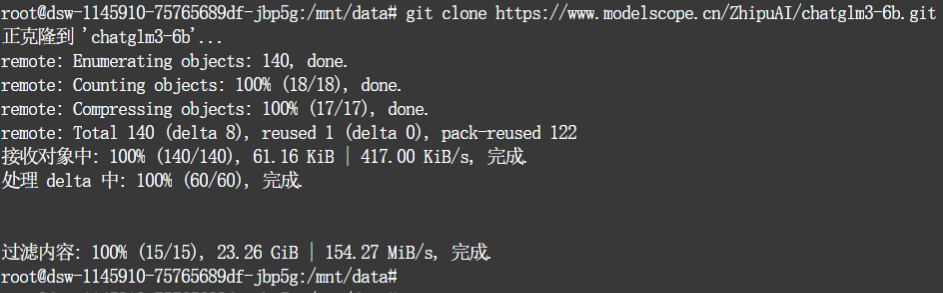 root@dsw-1145910-75765689df-jbp5g:/mnt/data# git clone https://www.modelscope.cn/ZhipuAI/chatglm3-6b.git
正克隆到 'chatglm3-6b'...
remote: Enumerating objects: 140, done.
remote: Counting objects: 100% (18/18), done.
remote: Compressing objects: 100% (17/17), done.
remote: Total 140 (delta 8), reused 1 (delta 0), pack-reused 122
接收对象中: 100% (140/140), 61.16 KiB | 417.00 KiB/s, 完成.
处理 delta 中: 100% (60/60), 完成.
过滤内容: 100% (15/15), 23.26 GiB | 154.27 MiB/s, 完成.
root@dsw-1145910-75765689df-jbp5g:/mnt/data#